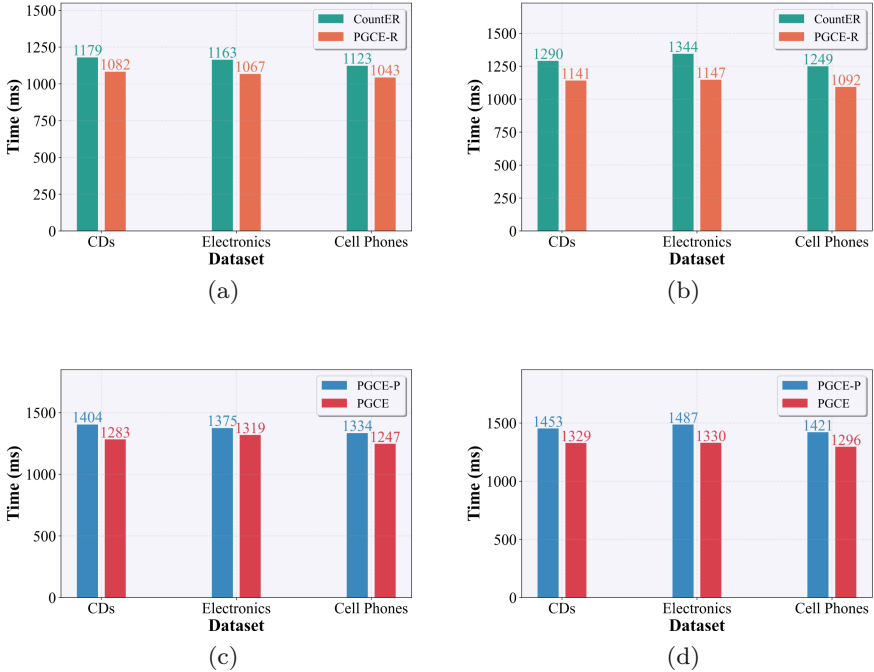 1500
1250
1000
750
500
250
0
Time (ms)
CountER
PGCE-R
1179
1082
1163
1067
1123
1043
CDs
Electronics
Cell Phones
Dataset
(a)
1500
1250
1000
750
500
250
0
Time (ms)
CountER
PGCE-R
1290
1141
1344
1147
1249
1092
CDs
Electronics
Cell Phones
Dataset
(b)
1500
1000
500
0
Time (ms)
PGCE-P
PGCE
1404
1283
1375
1319
1334
1247
CDs
Electronics
Cell Phones
Dataset
(c)
1500
1000
500
0
Time (ms)
PGCE-P
PGCE
1453
1329
1487
1330
1421
1296
CDs
Electronics
Cell Phones
Dataset
(d)